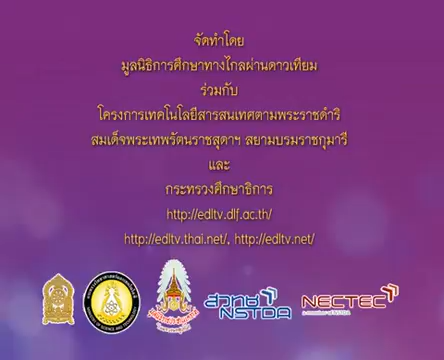 จัดทำโดย
มูลนิธิการศึกษาทางไกลผ่านดาวเทียม
ร่วมกับ
โครงการเทคโนโลยีสารสนเทศตามพระราชดำริ
สมเด็จพระเทพรัตนราชสุดาฯ สยามบรมราชกุมารี
และ
กระทรวงศึกษาธิการ
http://edltv.dlf.ac.th/
http://edltv.thai.net/, http://edltv.net/
สวทช NECTEC
NSTDA a member of NSTDA